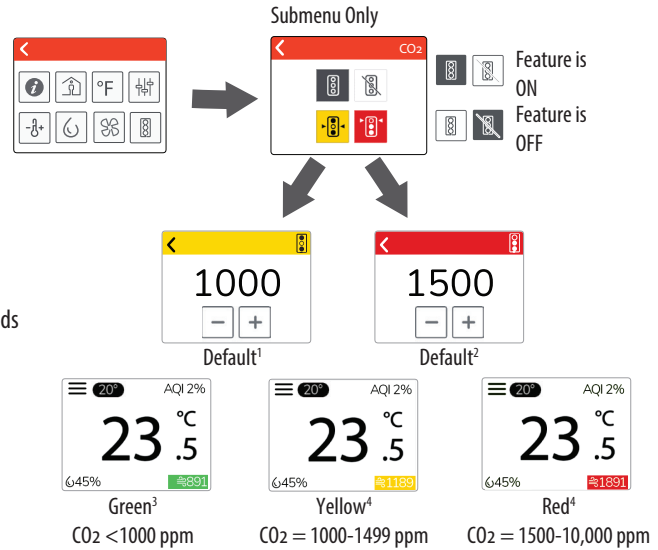 Submenu Only
CO2
°F
Feature is
ON
Feature is
OFF
1000
1500
Default¹
Default²
ds
20° AQI 2%
23.5 °C
45% 891
20° AQI 2%
23.5 °C
45% 1189
20° AQI 2%
23.5 °C
45% 1891
Green³
Yellow⁴
Red⁴
CO2 <1000 ppm
CO2 = 1000-1499 ppm
CO2 = 1500-10,000 ppm